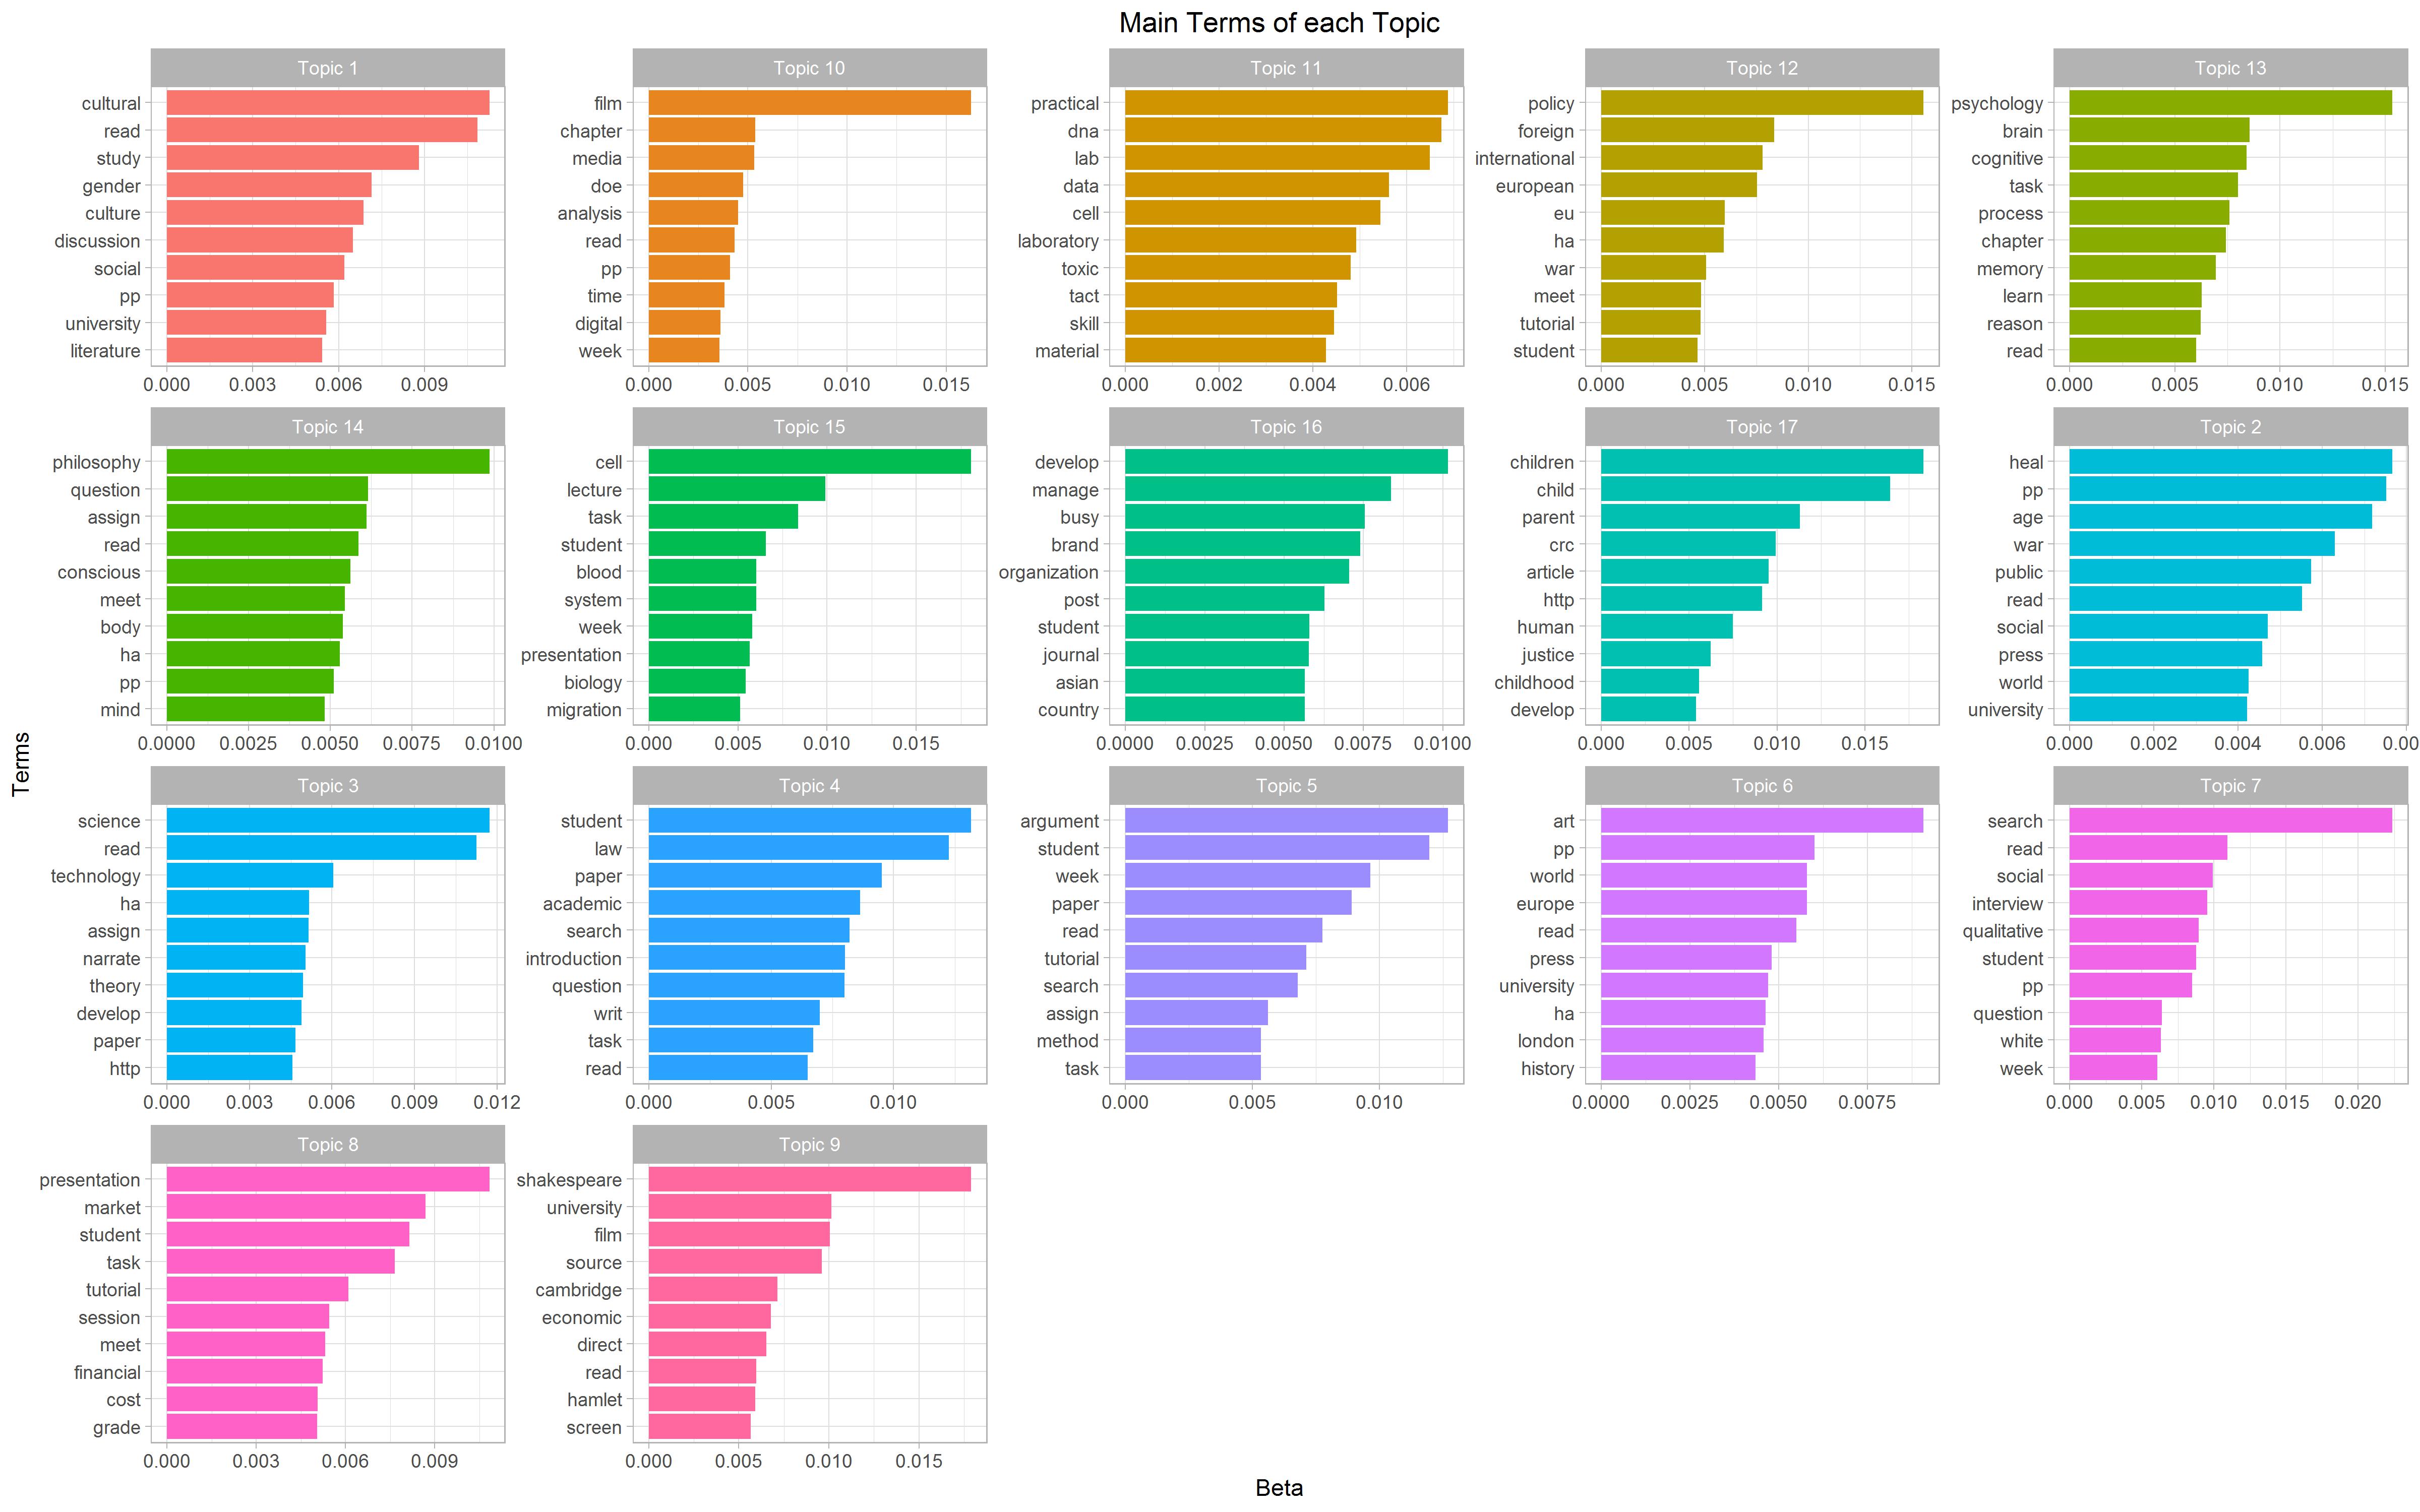 Main Terms of each Topic
Topic 1
cultural
read
study
gender
culture
discussion
social
pp
university
literature
0.000 0.003 0.006 0.009
Topic 10
film
chapter
media
doe
analysis
read
pp
time
digital
week
0.000 0.005 0.010 0.015
Topic 11
practical
dna
lab
data
cell
laboratory
toxic
tact
skill
material
0.000 0.002 0.004 0.006
Topic 12
policy
foreign
international
european
eu
ha
war
meet
tutorial
student
0.000 0.005 0.010 0.015
Topic 13
psychology
brain
cognitive
task
process
chapter
memory
learn
reason
read
0.000 0.005 0.010 0.015
Topic 14
philosophy
question
assign
read
conscious
meet
body
ha
pp
mind
0.0000 0.0025 0.0050 0.0075 0.0100
Topic 15
cell
lecture
task
student
blood
system
week
presentation
biology
migration
0.000 0.005 0.010 0.015
Topic 16
develop
manage
busy
brand
organization
post
student
journal
asian
country
0.0000 0.0025 0.0050 0.0075 0.0100
Topic 17
children
child
parent
crc
article
http
human
justice
childhood
develop
0.000 0.005 0.010 0.015
Topic 2
heal
pp
age
war
public
read
social
press
world
university
0.000 0.002 0.004 0.006 0.00
Topic 3
science
read
technology
ha
assign
narrate
theory
develop
paper
http
0.000 0.003 0.006 0.009 0.012
Topic 4
student
law
paper
academic
search
introduction
question
writ
task
read
0.000 0.005 0.010
Topic 5
argument
student
week
paper
read
tutorial
search
assign
method
task
0.000 0.005 0.010
Topic 6
art
pp
world
europe
read
press
university
ha
london
history
0.0000 0.0025 0.0050 0.0075
Topic 7
search
read
social
interview
qualitative
student
pp
question
white
week
0.000 0.005 0.010 0.015 0.020
Topic 8
presentation
market
student
task
tutorial
session
meet
financial
cost
grade
0.000 0.003 0.006 0.009
Topic 9
shakespeare
university
film
source
cambridge
economic
direct
read
hamlet
screen
0.000 0.005 0.010 0.015
Terms
Beta